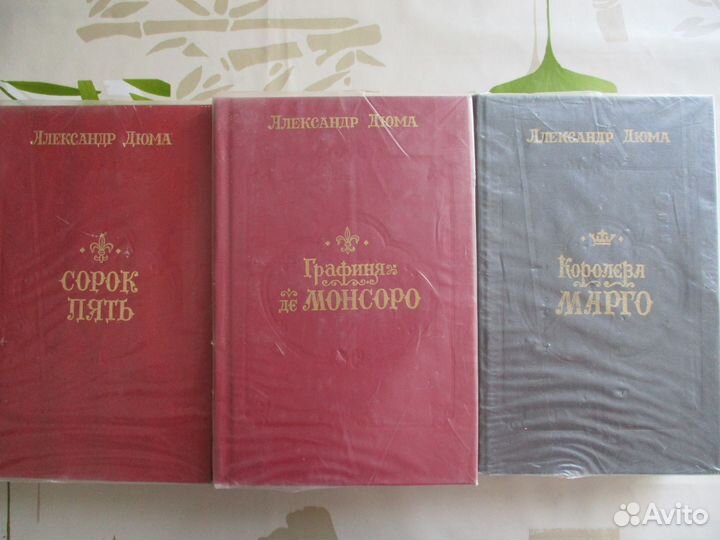 Александр Дюма
СОРОК
ПЯТЬ
Александр Дюма
Графиня
де МОНСОРО
Александр Дюма
Королева
МАРГО
Avito